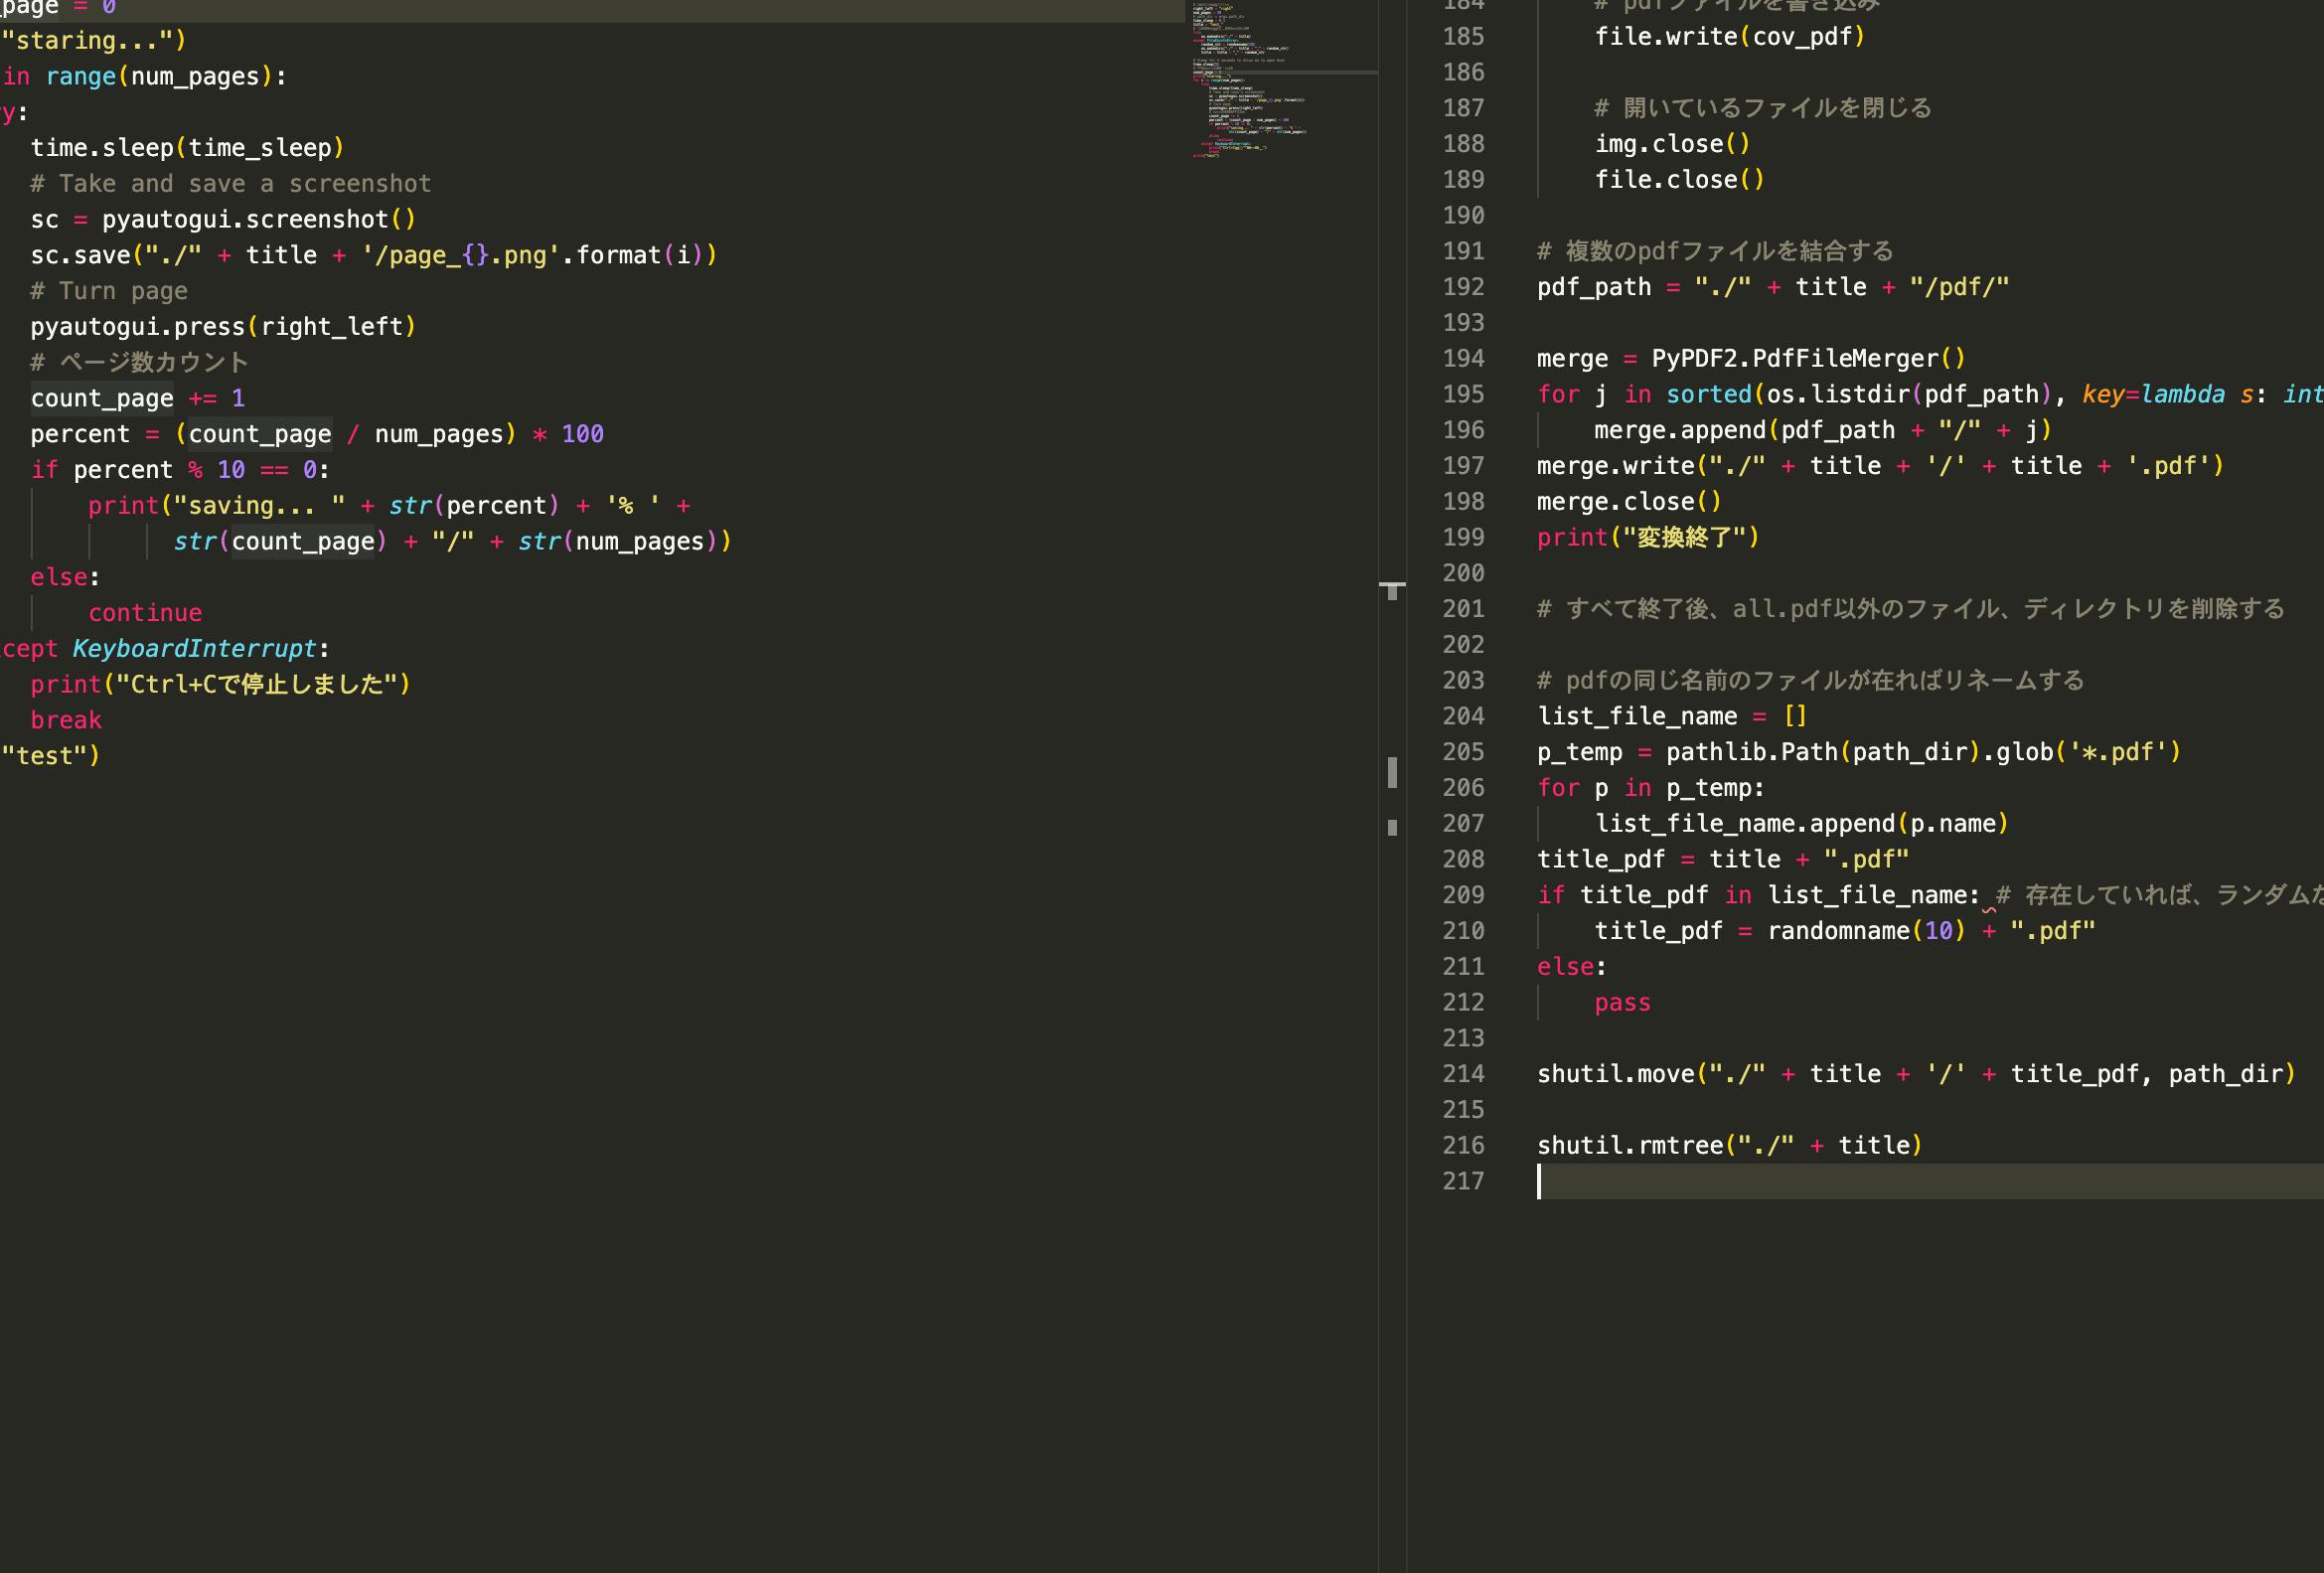 page = 0
"staring...")
in range(num_pages):
y:
time.sleep(time_sleep)
# Take and save a screenshot
sc = pyautogui.screenshot()
sc.save("./" + title + '/page_{}.png'.format(i))
# Turn page
pyautogui.press(right_left)
# ページ数カウント
count_page += 1
percent = (count_page / num_pages) * 100
if percent % 10 == 0:
print("saving... " + str(percent) + '% ' +
str(count_page) + "/" + str(num_pages))
else:
continue
cept KeyboardInterrupt:
print("Ctrl+Cで停止しました")
break
"test")
184 # pdfファイルを書き込み
185 file.write(cov_pdf)
186
187 # 開いているファイルを閉じる
188 img.close()
189 file.close()
190
191 # 複数のpdfファイルを結合する
192 pdf_path = "./" + title + "/pdf/"
193
194 merge = PyPDF2.PdfFileMerger()
195 for j in sorted(os.listdir(pdf_path), key=lambda s: int
196 merge.append(pdf_path + "/" + j)
197 merge.write("./" + title + '/' + title + '.pdf')
198 merge.close()
199 print("変換終了")
200
201 # すべて終了後、all.pdf以外のファイル、ディレクトリを削除する
202
203 # pdfの同じ名前のファイルが在ればリネームする
204 list_file_name = []
205 p_temp = pathlib.Path(path_dir).glob('*.pdf')
206 for p in p_temp:
207 list_file_name.append(p.name)
208 title_pdf = title + ".pdf"
209 if title_pdf in list_file_name: # 存在していれば、ランダムな
210 title_pdf = randomname(10) + ".pdf"
211 else:
212 pass
213
214 shutil.move("./" + title + '/' + title_pdf, path_dir)
215
216 shutil.rmtree("./" + title)
217